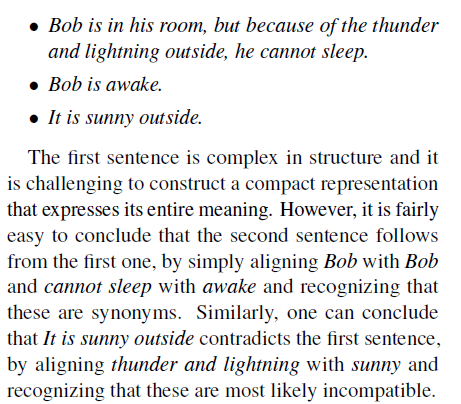 • Bob is in his room, but because of the thunder
and lightning outside, he cannot sleep.
• Bob is awake.
• It is sunny outside.
The first sentence is complex in structure and it
is challenging to construct a compact representation
that expresses its entire meaning. However, it is fairly
easy to conclude that the second sentence follows
from the first one, by simply aligning Bob with Bob
and cannot sleep with awake and recognizing that
these are synonyms. Similarly, one can conclude
that It is sunny outside contradicts the first sentence,
by aligning thunder and lightning with sunny and
recognizing that these are most likely incompatible.